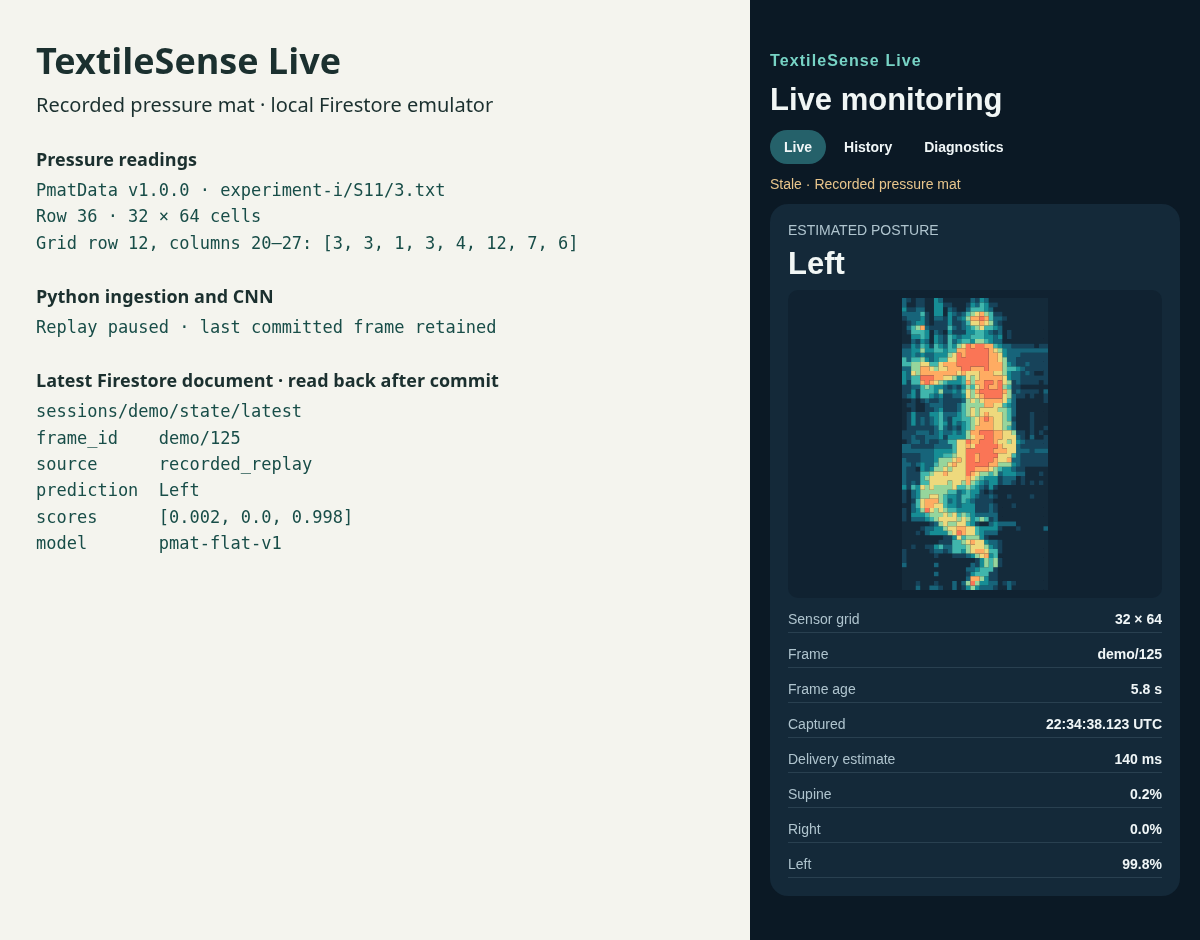 TextileSense Live
Recorded pressure mat · local Firestore emulator
Pressure readings
PmatData v1.0.0 · experiment-i/S11/3.txt
Row 36 · 32 × 64 cells
Grid row 12, columns 20–27: [3, 3, 1, 3, 4, 12, 7, 6]
Python ingestion and CNN
Replay paused · last committed frame retained
Latest Firestore document · read back after commit
sessions/demo/state/latest
frame_id demo/125
source recorded_replay
prediction Left
scores [0.002, 0.0, 0.998]
model pmat-flat-v1
TextileSense Live
Live monitoring
Live History Diagnostics
Stale · Recorded pressure mat
ESTIMATED POSTURE
Left
Sensor grid 32 × 64
Frame demo/125
Frame age 5.8 s
Captured 22:34:38.123 UTC
Delivery estimate 140 ms
Supine 0.2%
Right 0.0%
Left 99.8%